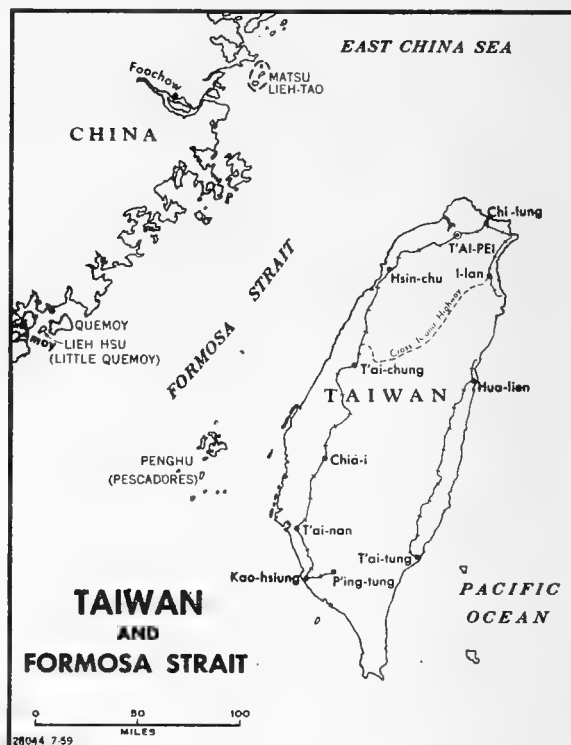 EAST CHINA SEA
Foochow
MATSU
LIEH-TAO
CHINA
Chi-lung
T'AI-PEI
Hsin-chu
I-lan
FORMOSA STRAIT
Cross Island Highway
QUEMOY
LIEH HSU
(LITTLE QUEMOY)
T'ai-chung
TAIWAN
Hua-lien
PENGHU
(PESCADORES)
Chia-i
T'ai-nan
T'ai-tung
Kao-hsiung
P'ing-tung
PACIFIC
OCEAN
TAIWAN
AND
FORMOSA STRAIT
0 50 100
MILES
28044 7-59